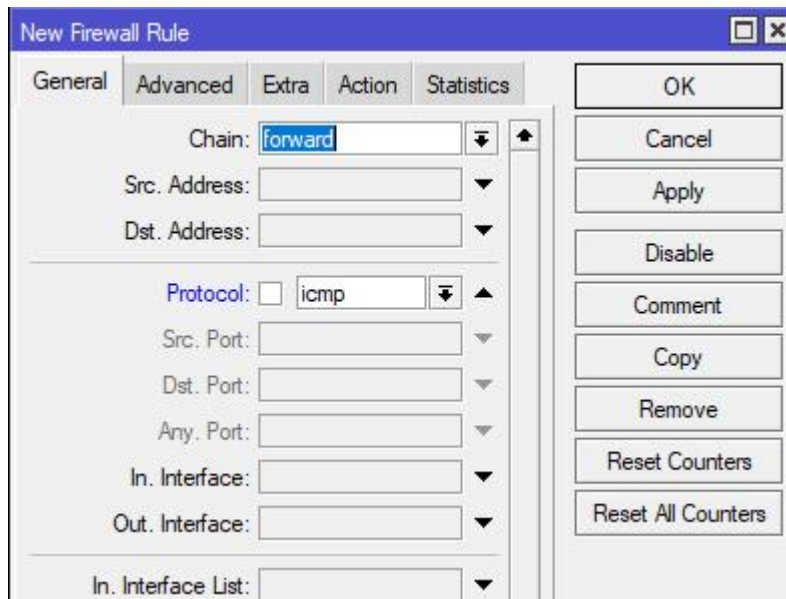 New Firewall Rule
General Advanced Extra Action Statistics
Chain: forward
Src. Address:
Dst. Address:
Protocol: icmp
Src. Port:
Dst. Port:
Any. Port:
In. Interface:
Out. Interface:
In. Interface List:
OK
Cancel
Apply
Disable
Comment
Copy
Remove
Reset Counters
Reset All Counters